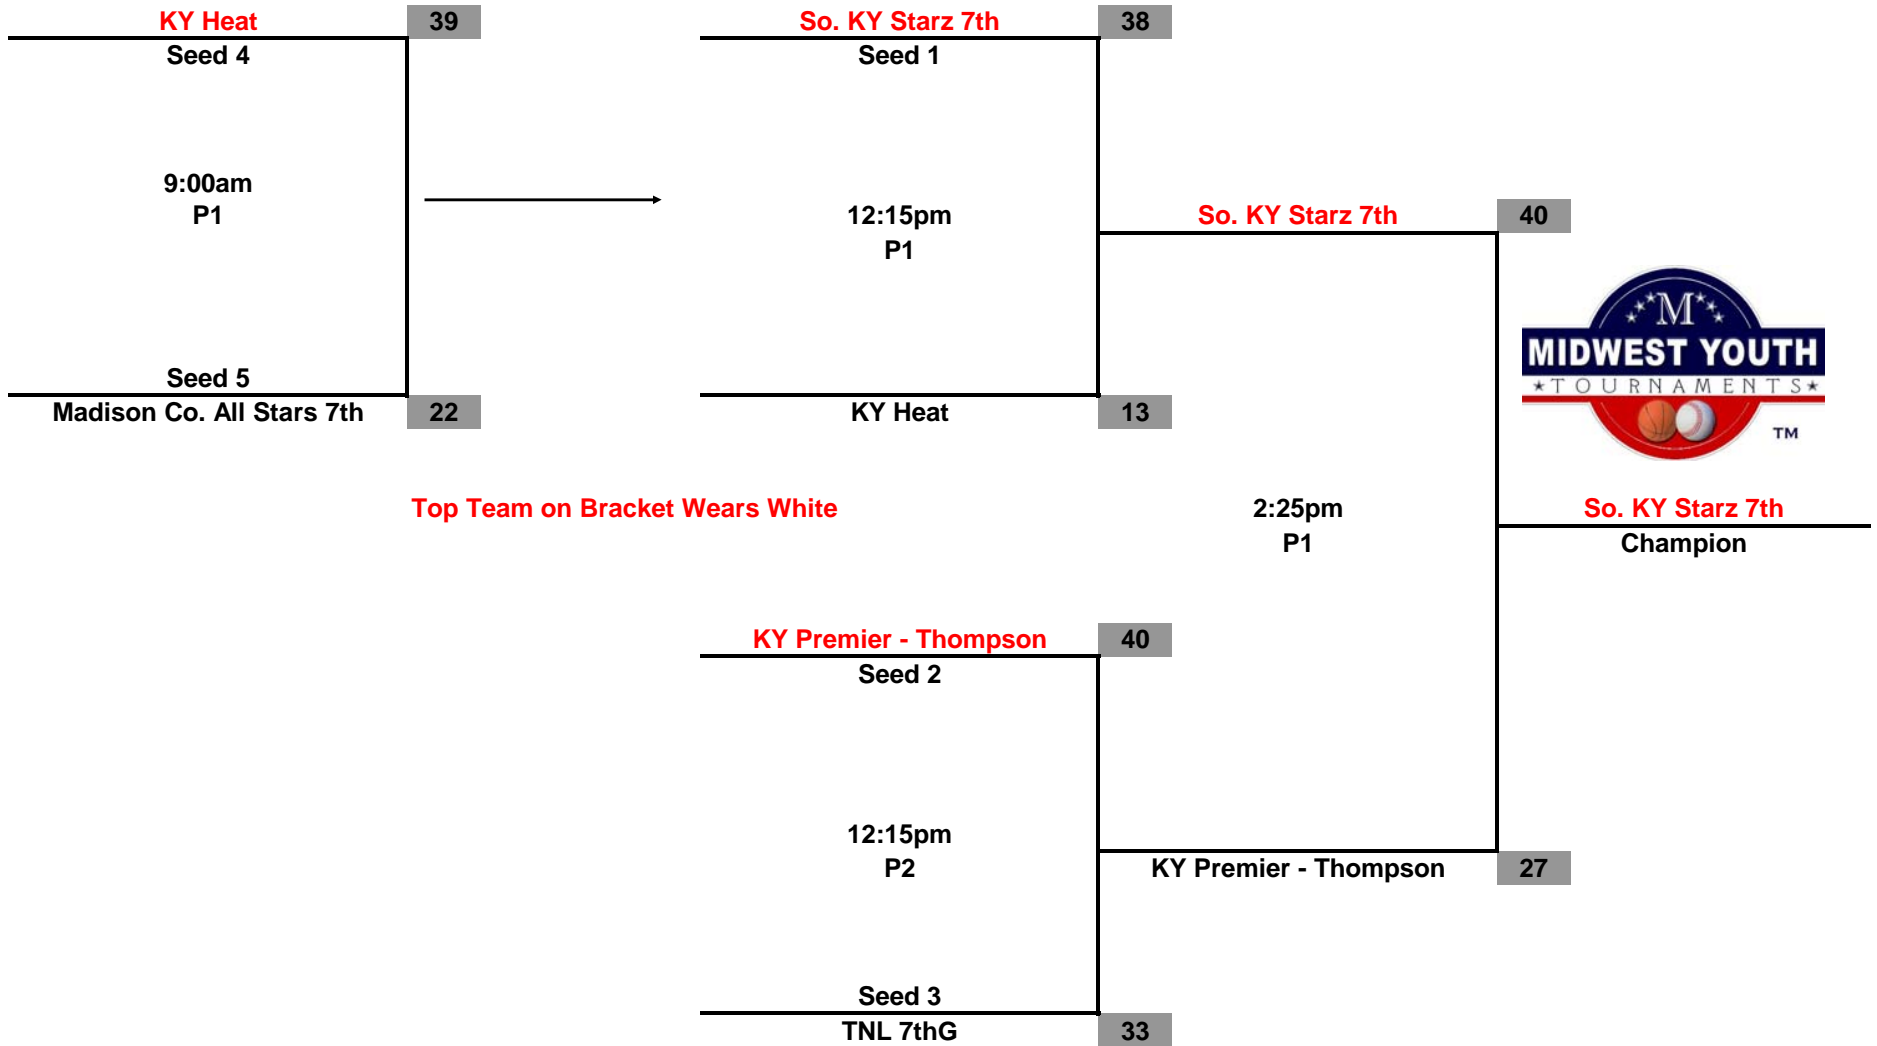 KY Heat 39
Seed 4
9:00am
P1
Seed 5
Madison Co. All Stars 7th 22
So. KY Starz 7th 38
Seed 1
12:15pm
P1
KY Heat 13
Top Team on Bracket Wears White
KY Premier - Thompson 40
Seed 2
12:15pm
P2
Seed 3
TNL 7thG 33
So. KY Starz 7th 40
2:25pm
P1
KY Premier - Thompson 27
M
MIDWEST YOUTH
TOURNAMENTS
TM
So. KY Starz 7th
Champion